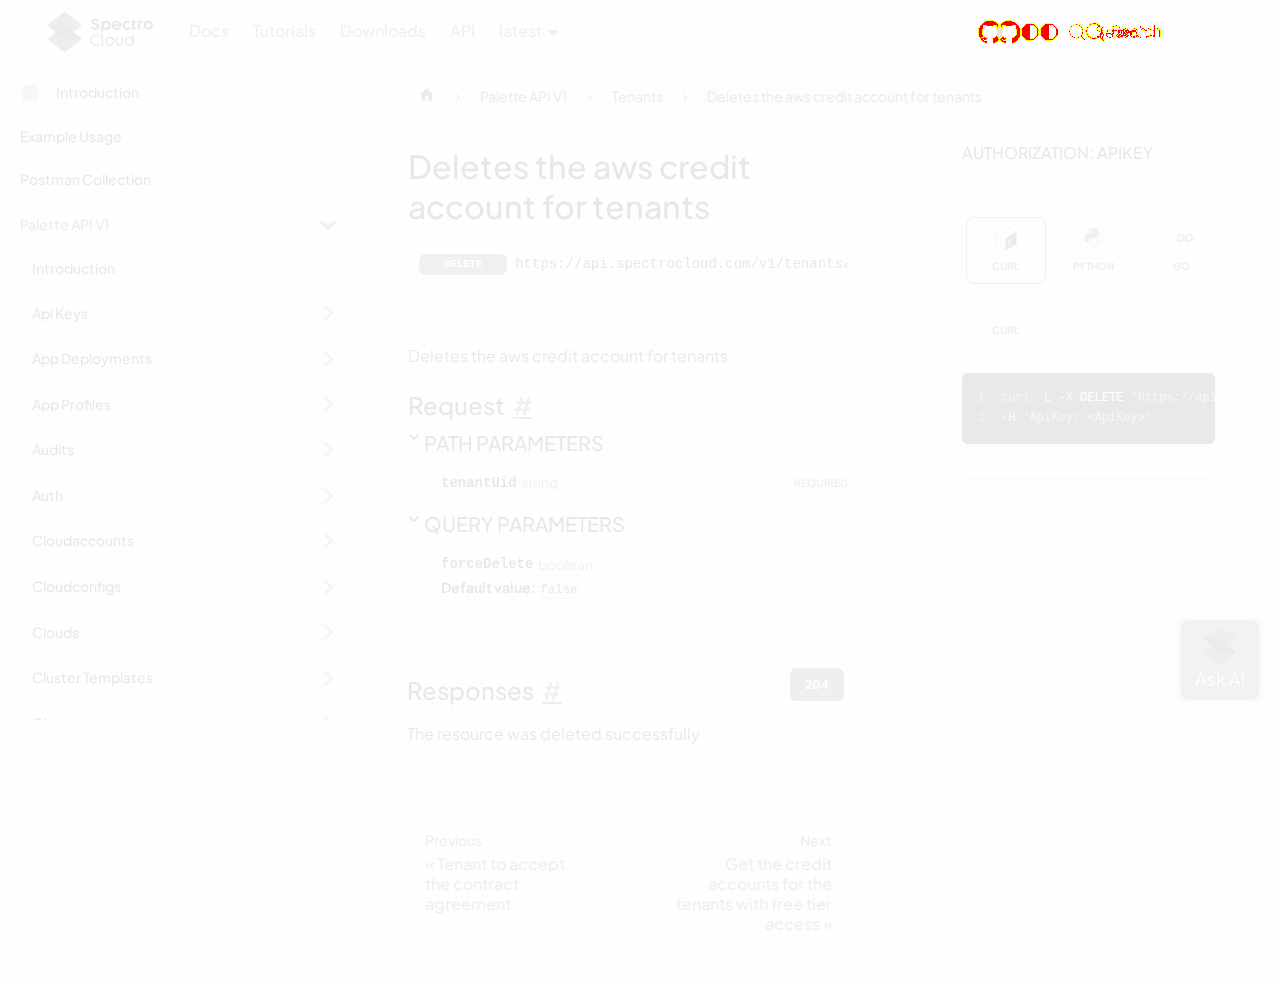 Spectro Cloud
Docs Tutorials Downloads API latest
Search
Introduction
Example Usage
Postman Collection
Palette API V1
Introduction
Api Keys
App Deployments
App Profiles
Audits
Auth
Cloudaccounts
Cloudconfigs
Clouds
Cluster Templates
Palette API V1 Tenants Deletes the aws credit account for tenants
Deletes the aws credit
account for tenants
DELETE https://api.spectrocloud.com/v1/tenants/
Deletes the aws credit account for tenants
Request #
PATH PARAMETERS
tenantUid string REQUIRED
QUERY PARAMETERS
forceDelete boolean
Default value: false
Responses #
204
The resource was deleted successfully
Previous
« Tenant to accept
the contract
agreement
Next
Get the credit
accounts for the
tenants with free tier
access »
AUTHORIZATION: APIKEY
CURL PYTHON GO
CURL
1 curl -L -X DELETE 'https://api
2 -H 'ApiKey: <ApiKey>'
Ask AI